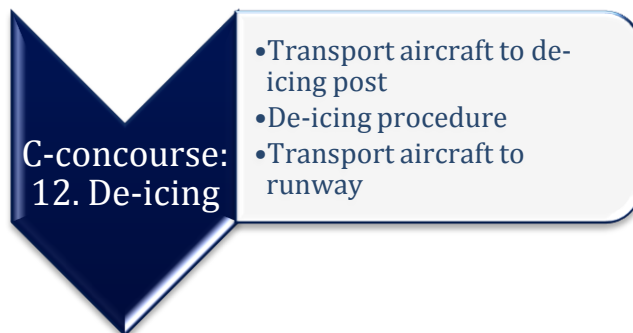 C-concourse:
12. De-icing
•Transport aircraft to de-
icing post
•De-icing procedure
•Transport aircraft to
runway